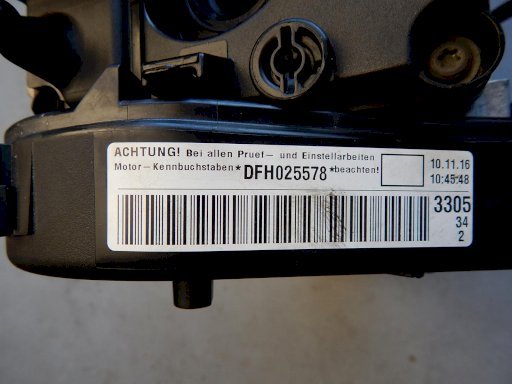 ACHTUNG! Bei allen Pruef- und Einstellarbeiten
Motor-Kennbuchstaben*DFH025578*beachten!
10.11.16
10:45:48
3305
34
2